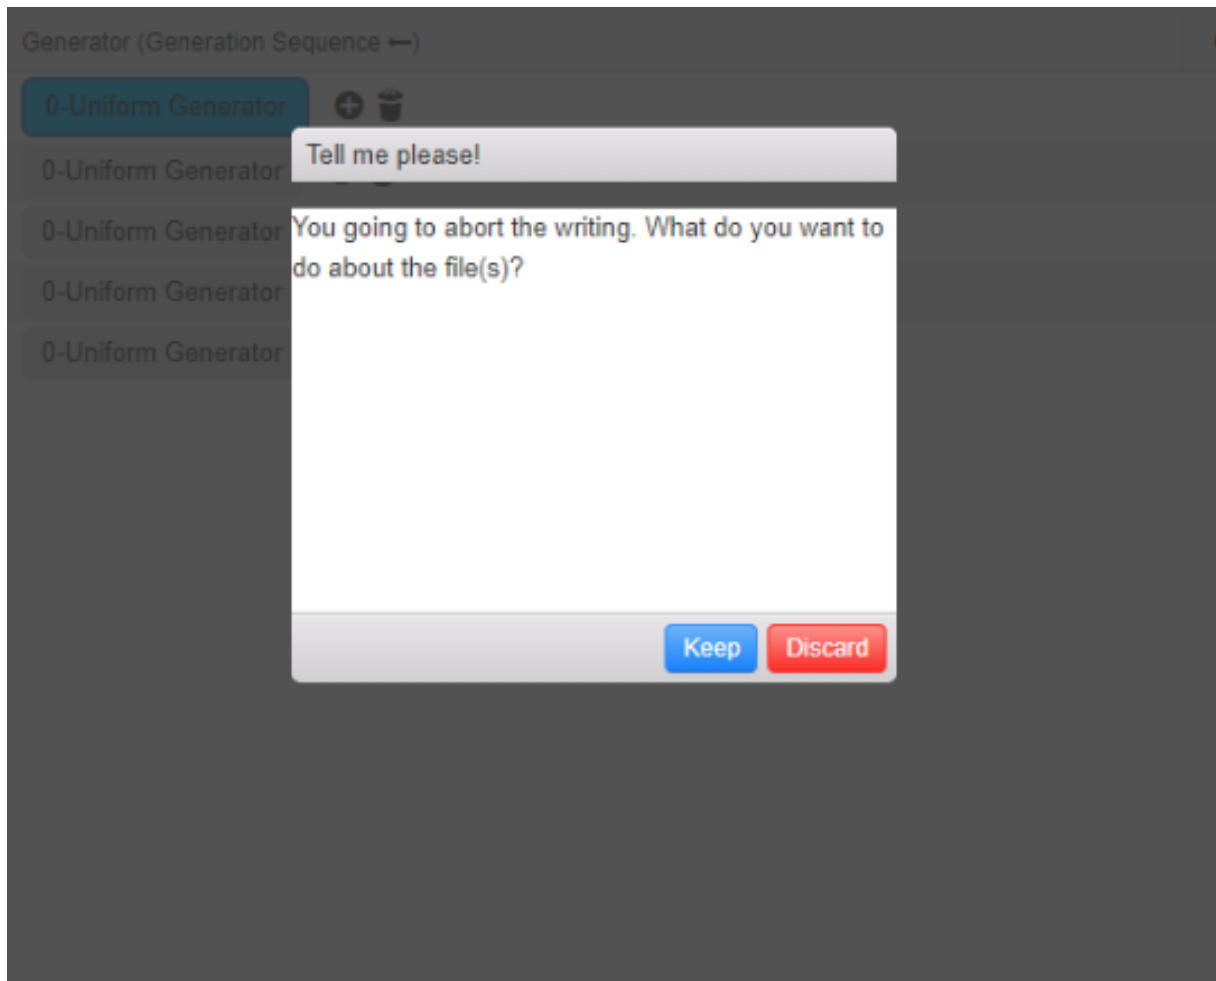 Generator (Generation Sequence ⟵)
0-Uniform Generator
Tell me please!
0-Uniform Generator
0-Uniform Generator
You going to abort the writing. What do you want to
do about the file(s)?
0-Uniform Generator
0-Uniform Generator
Keep Discard